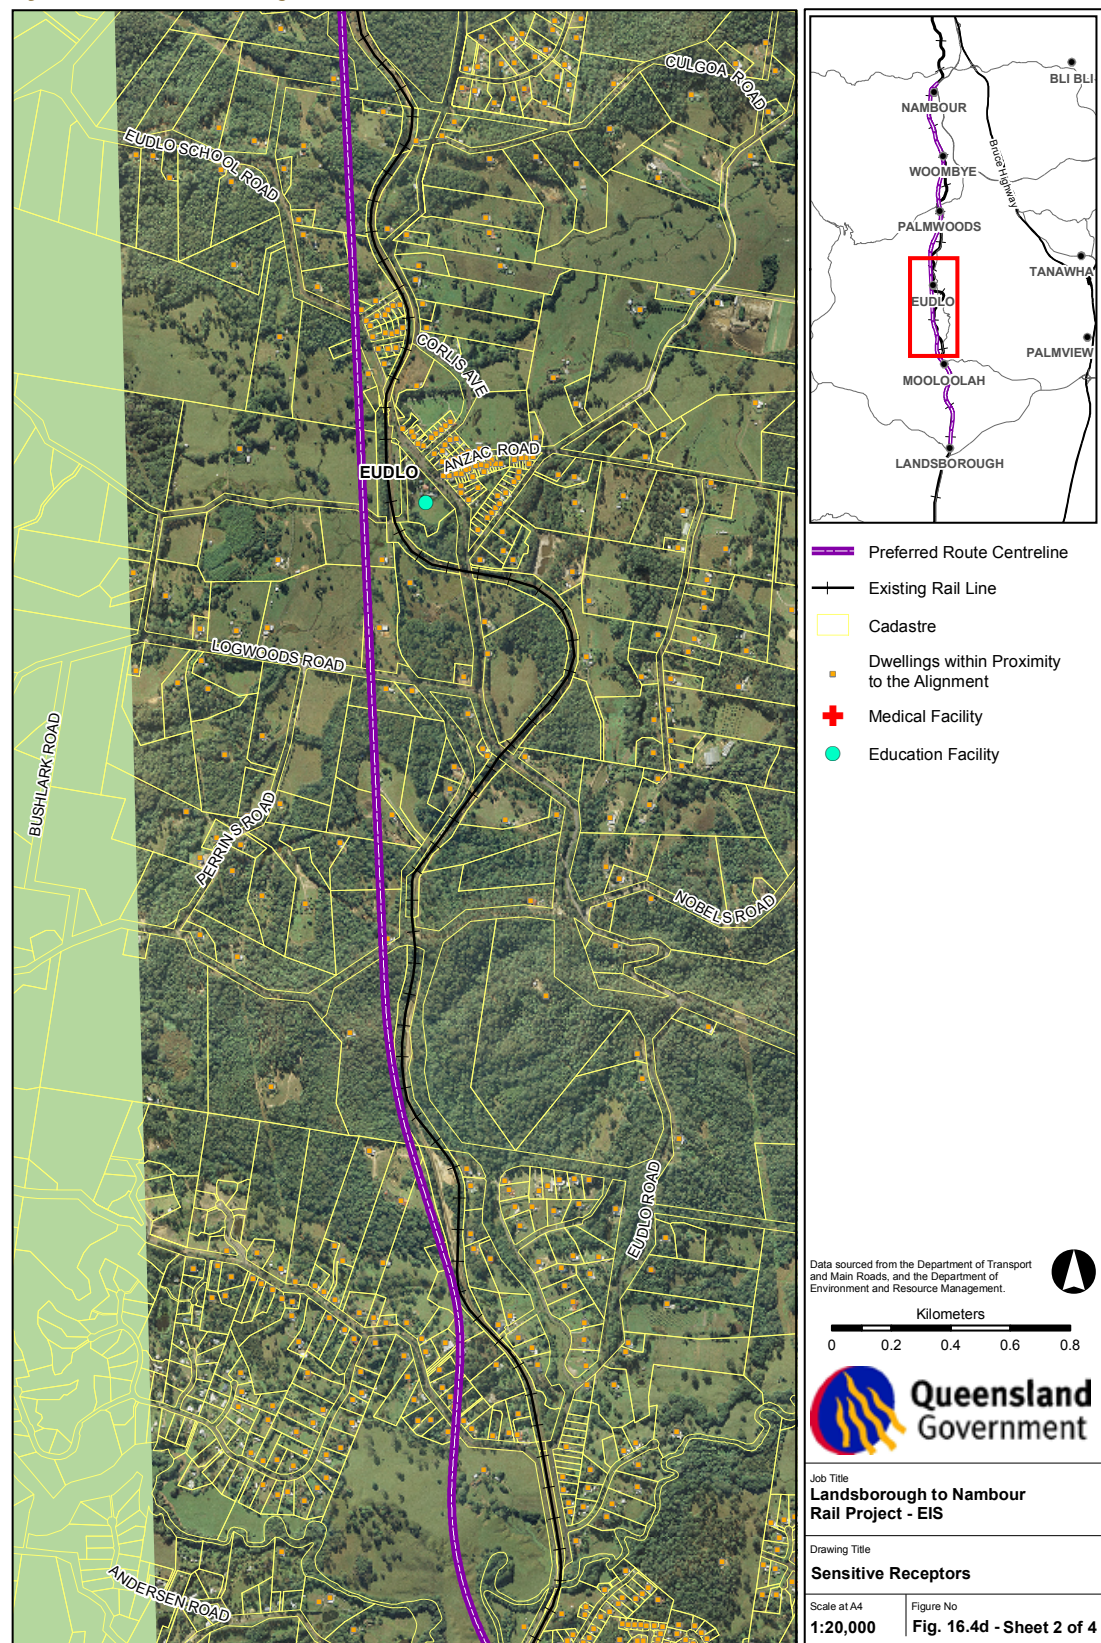 CULGOA ROAD
EUDLO SCHOOL ROAD
CORLIS AVE
ANZAC ROAD
EUDLO
LOGWOODS ROAD
BUSHLARK ROAD
PERRINS ROAD
NOBELS ROAD
EUDLO ROAD
ANDERSEN ROAD
BLI BLI
NAMBOUR
Bruce Highway
WOOMBYE
PALMWOODS
TANAWHA
EUDLO
PALMVIEW
MOOLOOLAH
LANDSBOROUGH
Preferred Route Centreline
Existing Rail Line
Cadastre
Dwellings within Proximity
to the Alignment
Medical Facility
Education Facility
Data sourced from the Department of Transport
and Main Roads, and the Department of
Environment and Resource Management.
Kilometers
0 0.2 0.4 0.6 0.8
Queensland
Government
Job Title
Landsborough to Nambour
Rail Project - EIS
Drawing Title
Sensitive Receptors
Scale at A4
1:20,000
Figure No
Fig. 16.4d - Sheet 2 of 4